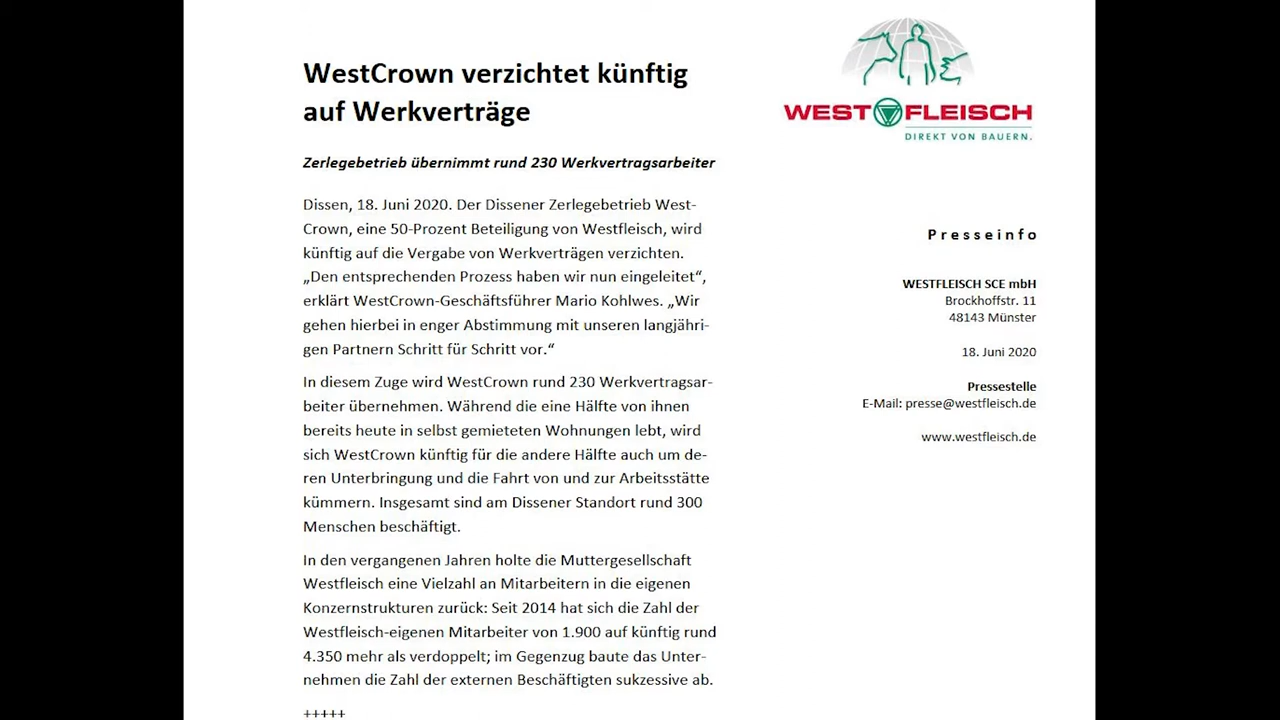 WestCrown verzichtet künftig
auf Werkverträge
Zerlegebetrieb übernimmt rund 230 Werkvertragsarbeiter
Dissen, 18. Juni 2020. Der Dissener Zerlegebetrieb West-
Crown, eine 50-Prozent Beteiligung von Westfleisch, wird
künftig auf die Vergabe von Werkverträgen verzichten.
„Den entsprechenden Prozess haben wir nun eingeleitet“,
erklärt WestCrown-Geschäftsführer Mario Kohlwes. „Wir
gehen hierbei in enger Abstimmung mit unseren langjähri-
gen Partnern Schritt für Schritt vor.“
In diesem Zuge wird WestCrown rund 230 Werkvertragsar-
beiter übernehmen. Während die eine Hälfte von ihnen
bereits heute in selbst gemieteten Wohnungen lebt, wird
sich WestCrown künftig für die andere Hälfte auch um de-
ren Unterbringung und die Fahrt von und zur Arbeitsstätte
kümmern. Insgesamt sind am Dissener Standort rund 300
Menschen beschäftigt.
In den vergangenen Jahren holte die Muttergesellschaft
Westfleisch eine Vielzahl an Mitarbeitern in die eigenen
Konzernstrukturen zurück: Seit 2014 hat sich die Zahl der
Westfleisch-eigenen Mitarbeiter von 1.900 auf künftig rund
4.350 mehr als verdoppelt; im Gegenzug baute das Unter-
nehmen die Zahl der externen Beschäftigten sukzessive ab.
+++++
WESTFLEISCH
DIREKT VON BAUERN.
Presseinfo
WESTFLEISCH SCE mbH
Brockhoffstr. 11
48143 Münster
18. Juni 2020
Pressestelle
E-Mail: presse@westfleisch.de
www.westfleisch.de